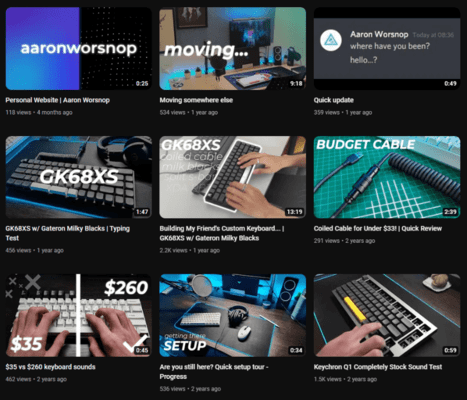 aaronworsnop
0:25
Personal Website | Aaron Worsnop
118 views • 4 months ago
moving...
9:18
Moving somewhere else
534 views • 1 year ago
Aaron Worsnop Today at 08:36
where have you been?
hello...?
0:49
Quick update
359 views • 1 year ago
GK68XS
1:47
GK68XS w/ Gateron Milky Blacks | Typing
Test
456 views • 1 year ago
GK68XS
coiled cable
milk blacks
13:19
Building My Friend's Custom Keyboard... |
GK68XS w/ Gateron Milky Blacks
2.2K views • 1 year ago
BUDGET CABLE
2:39
Coiled Cable for Under $33! | Quick Review
291 views • 2 years ago
$260
$35
0:45
$35 vs $260 keyboard sounds
462 views • 2 years ago
getting there
SETUP
0:34
Are you still here? Quick setup tour -
Progress
536 views • 2 years ago
0:59
Keychron Q1 Completely Stock Sound Test
1.5K views • 2 years ago